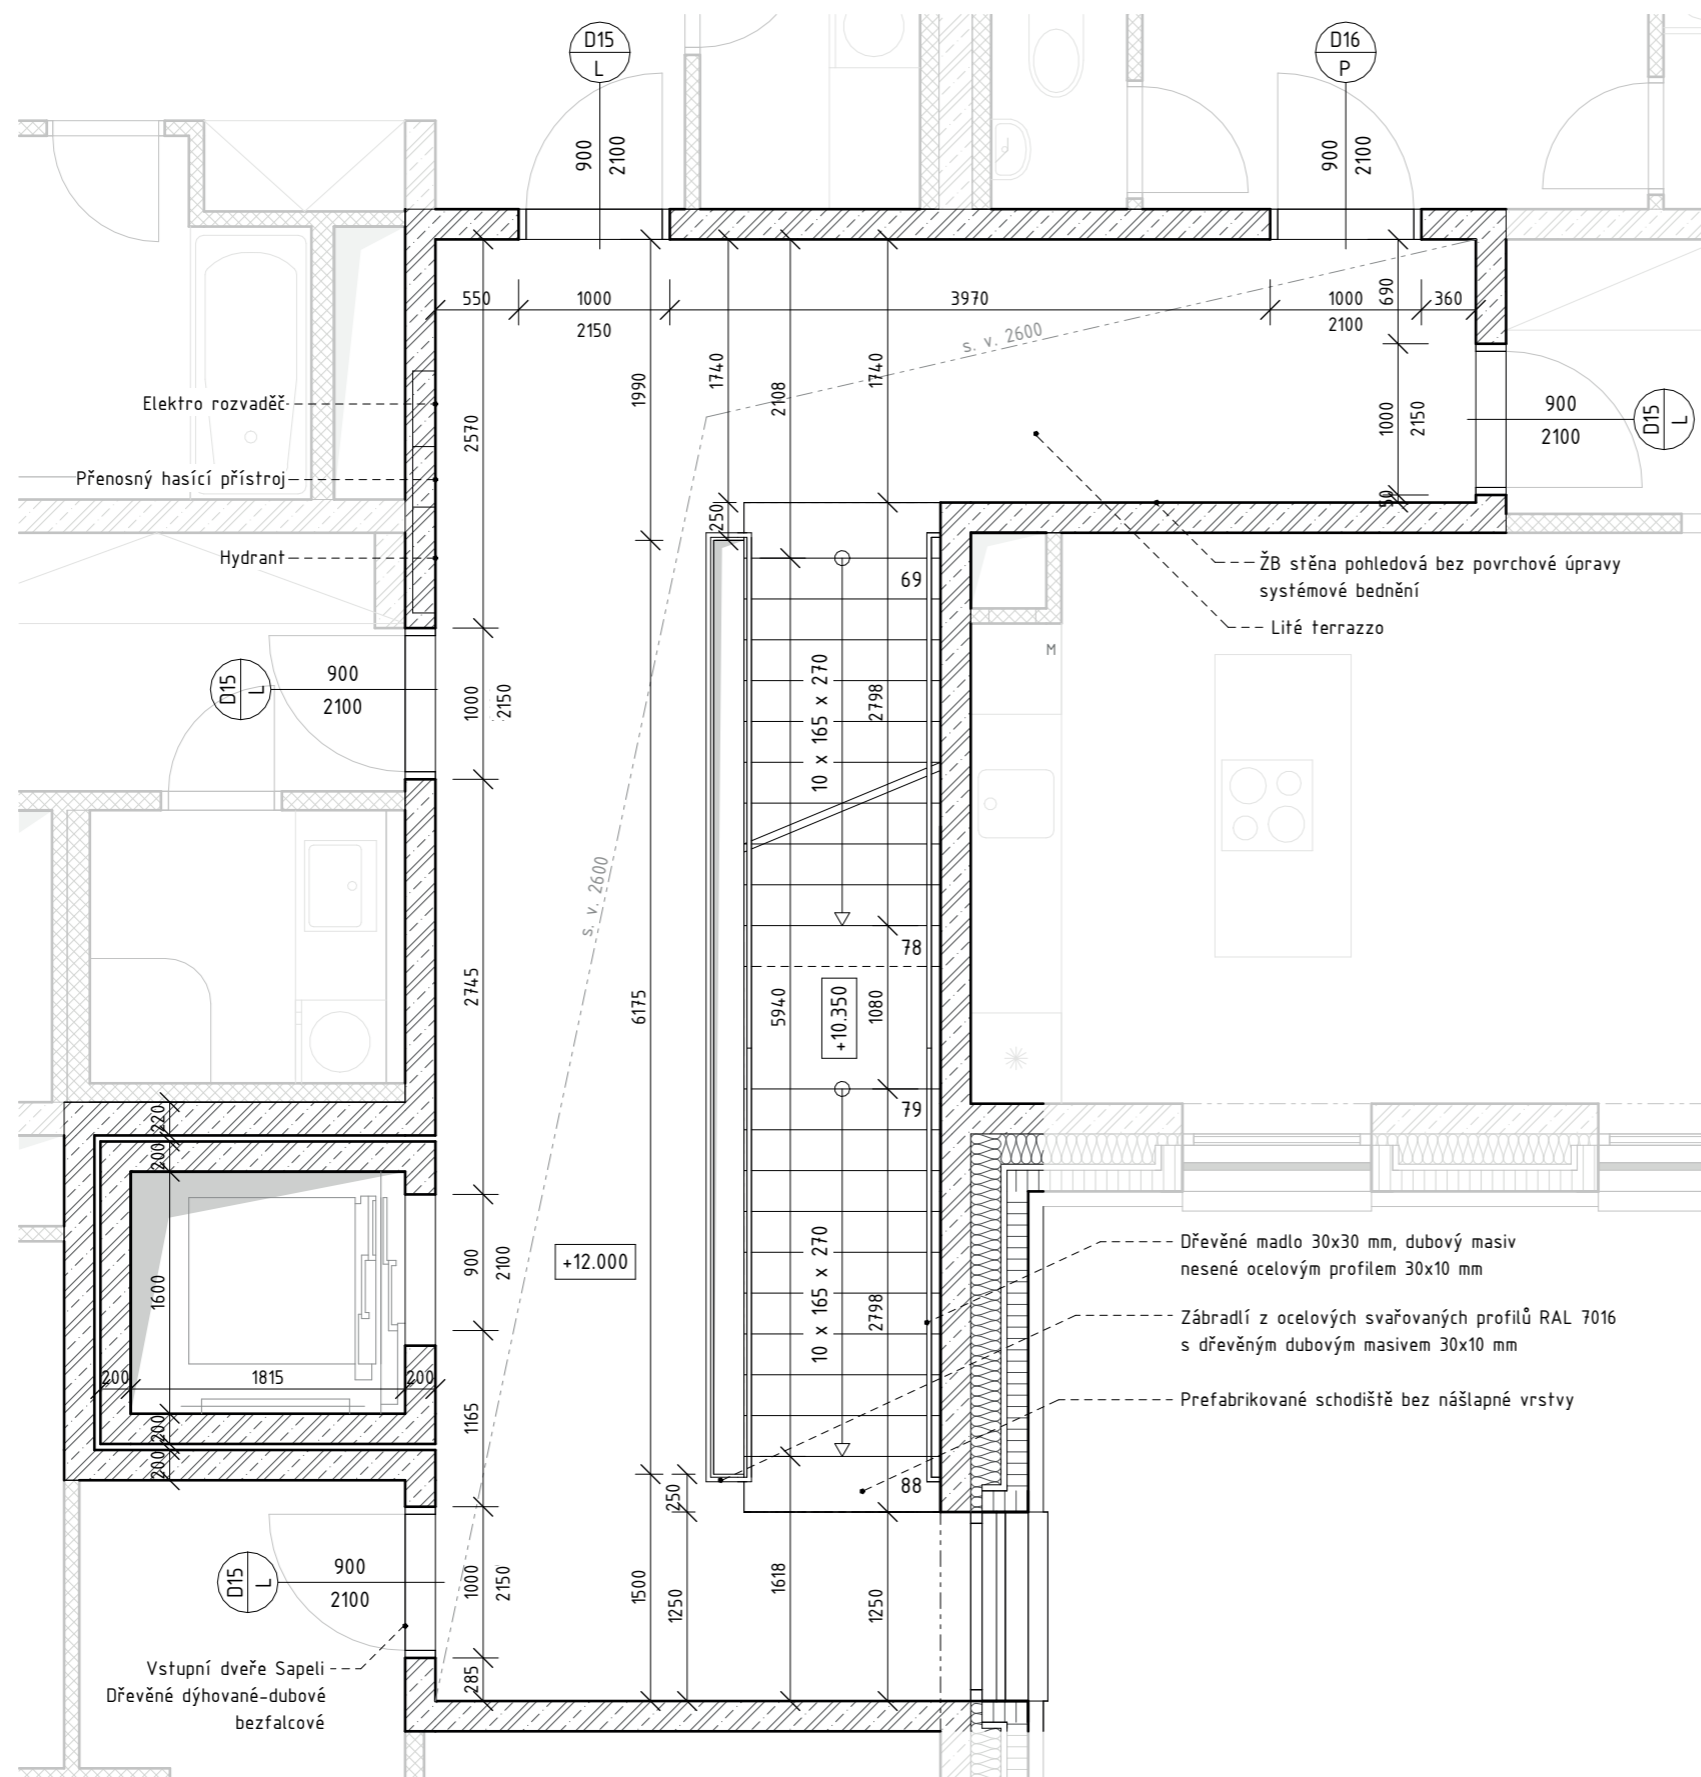 D15
L
D16
P
900
2100
900
2100
550
1000
2150
3970
1000
2100
360
690
s. v. 2600
1990
1740
2108
1740
1000
2150
900
2100
D15
L
Elektro rozvaděč
2570
Přenosný hasící přístroj
50
250
Hydrant
69
ŽB stěna pohledová bez povrchové úpravy
systémové bednění
Lité terrazzo
M
D15
L
900
2100
1000
2150
10 x 165 x 270
2798
s. v. 2600
78
2745
6175
5940
+10.350
1080
79
220
200
1600
900
2100
+12.000
10 x 165 x 270
2798
Dřevěné madlo 30x30 mm, dubový masiv
nesené ocelovým profilem 30x10 mm
Zábradlí z ocelových svařovaných profilů RAL 7016
s dřevěným dubovým masivem 30x10 mm
200
1815
200
Prefabrikované schodiště bez nášlapné vrstvy
1165
200
200
88
250
D15
L
900
2100
1000
2150
1500
1250
1618
1250
Vstupní dveře Sapeli
Dřevěné dýhované-dubové
bezfalcové
285